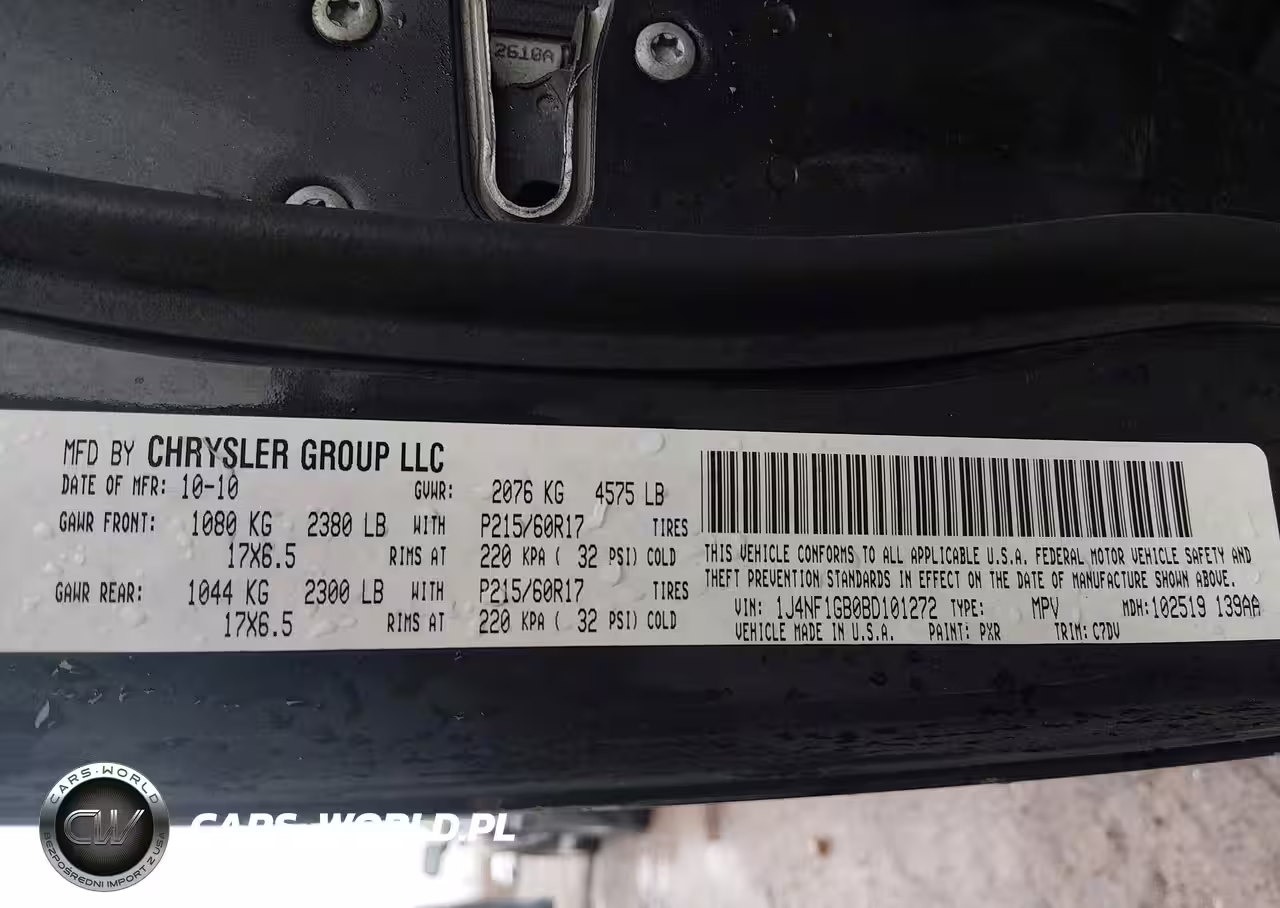 2610A
MFD BY CHRYSLER GROUP LLC
DATE OF MFR: 10-10 GVWR: 2076 KG 4575 LB
GAWR FRONT: 1080 KG 2380 LB WITH P215/60R17 TIRES
17X6.5 RIMS AT 220 KPA ( 32 PSI) COLD
GAWR REAR: 1044 KG 2300 LB WITH P215/60R17 TIRES
17X6.5 RIMS AT 220 KPA ( 32 PSI) COLD
THIS VEHICLE CONFORMS TO ALL APPLICABLE U.S.A. FEDERAL MOTOR VEHICLE SAFETY AND
THEFT PREVENTION STANDARDS IN EFFECT ON THE DATE OF MANUFACTURE SHOWN ABOVE.
VIN: 1J4NF1GB0BD101272 TYPE: MPV MDH: 102519 139AA
VEHICLE MADE IN U.S.A. PAINT: PXR TRIM: C7DV
CARS-WORLD
CW
BEZPOŚREDNI IMPORT Z USA
CARS-WORLD.PL